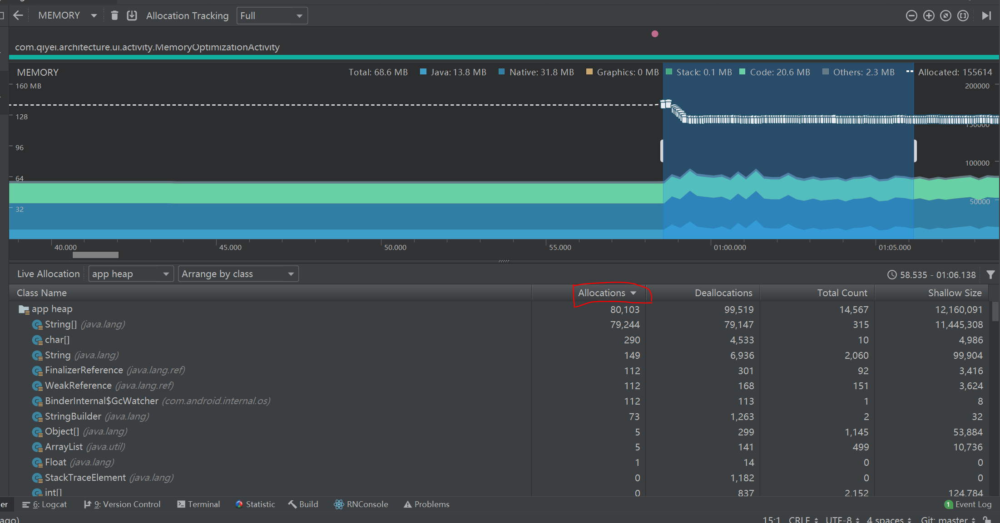 MEMORY Allocation Tracking Full
com.qiyei.architecture.ui.activity.MemoryOptimizationActivity
MEMORY Total: 68.6 MB Java: 13.8 MB Native: 31.8 MB Graphics: 0 MB Stack: 0.1 MB Code: 20.6 MB Others: 2.3 MB Allocated: 155614
160 MB 200000
128
150000
96
100000
64
50000
32
40.000 45.000 50.000 55.000 01:00.000 01:05.000
Live Allocation app heap Arrange by class 58.535 - 01:06.138
Class Name Allocations Deallocations Total Count Shallow Size
app heap 80,103 99,519 14,567 12,160,091
String[] (java.lang) 79,244 79,147 315 11,445,308
char[] 290 4,533 10 4,986
String (java.lang) 149 6,936 2,060 99,904
FinalizerReference (java.lang.ref) 112 301 92 3,416
WeakReference (java.lang.ref) 112 168 151 3,624
BinderInternal$GcWatcher (com.android.internal.os) 112 113 1 8
StringBuilder (java.lang) 73 1,263 2 32
Object[] (java.lang) 5 299 1,145 53,884
ArrayList (java.util) 5 141 499 10,736
Float (java.lang) 1 14 0 0
StackTraceElement (java.lang) 0 1,182 0 0
int[] 0 837 2,152 124,784
er 6: Logcat 9: Version Control Terminal Statistic Build RNConsole Problems 1 Event Log
ago) 15:1 CRLF UTF-8 4 spaces Git: master